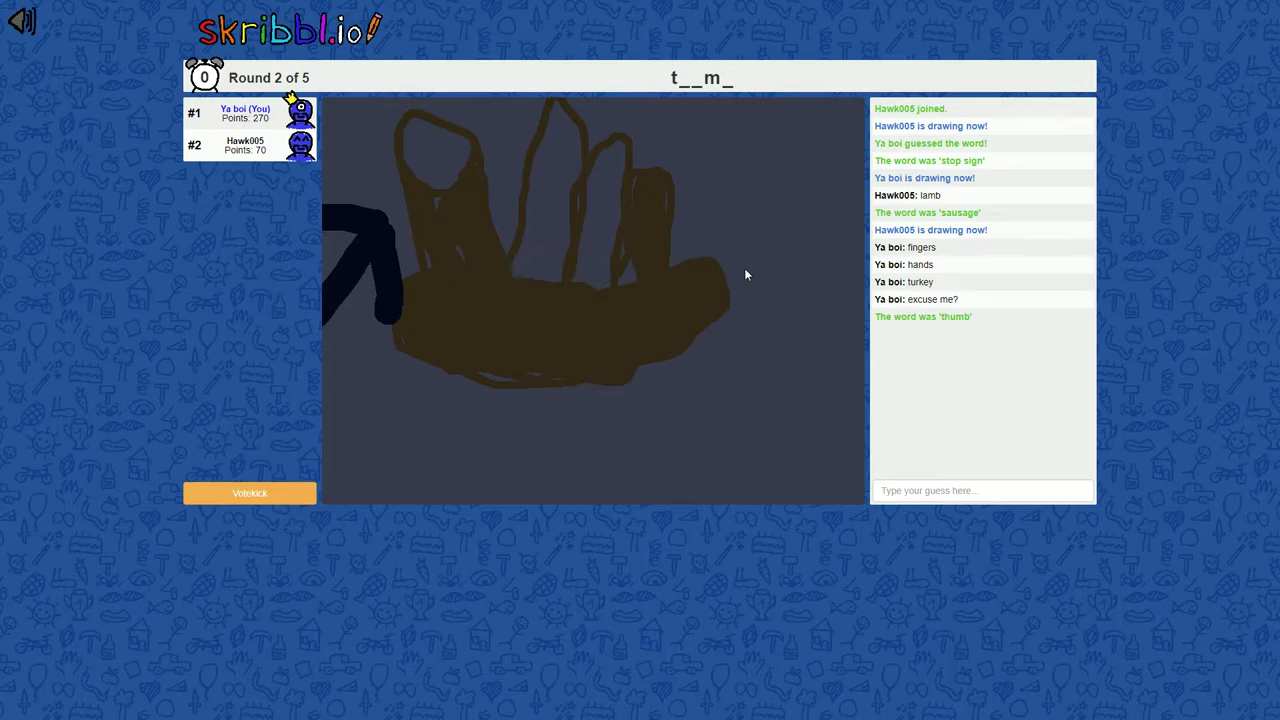 skribbl.io
0
Round 2 of 5
t__m_
#1
Ya boi (You)
Points: 270
#2
Hawk005
Points: 70
Votekick
Hawk005 joined.
Hawk005 is drawing now!
Ya boi guessed the word!
The word was 'stop sign'
Ya boi is drawing now!
Hawk005: lamb
The word was 'sausage'
Hawk005 is drawing now!
Ya boi: fingers
Ya boi: hands
Ya boi: turkey
Ya boi: excuse me?
The word was 'thumb'
Type your guess here...